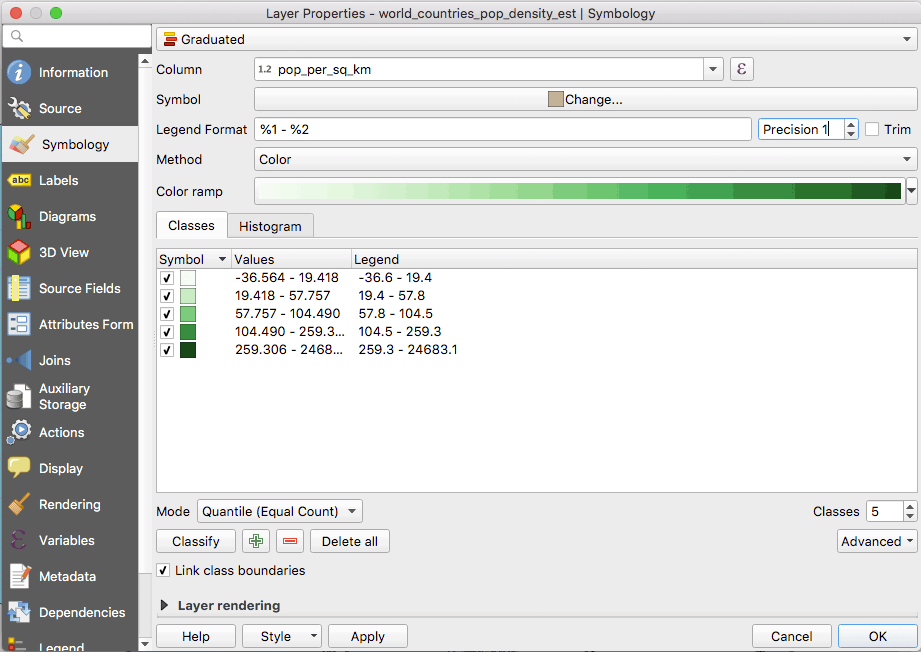 Layer Properties - world_countries_pop_density_est | Symbology
Information
Source
Symbology
abc Labels
Diagrams
3D View
Source Fields
Attributes Form
Joins
Auxiliary
Storage
Actions
Display
Rendering
Variables
Metadata
Dependencies
Legend
Graduated
Column 1.2 pop_per_sq_km ε
Symbol Change...
Legend Format %1 - %2 Precision 1 Trim
Method Color
Color ramp
Classes Histogram
Symbol Values Legend
-36.564 - 19.418 -36.6 - 19.4
19.418 - 57.757 19.4 - 57.8
57.757 - 104.490 57.8 - 104.5
104.490 - 259.3... 104.5 - 259.3
259.306 - 2468... 259.3 - 24683.1
Mode Quantile (Equal Count) Classes 5
Classify Delete all Advanced
Link class boundaries
Layer rendering
Help Style Apply Cancel OK